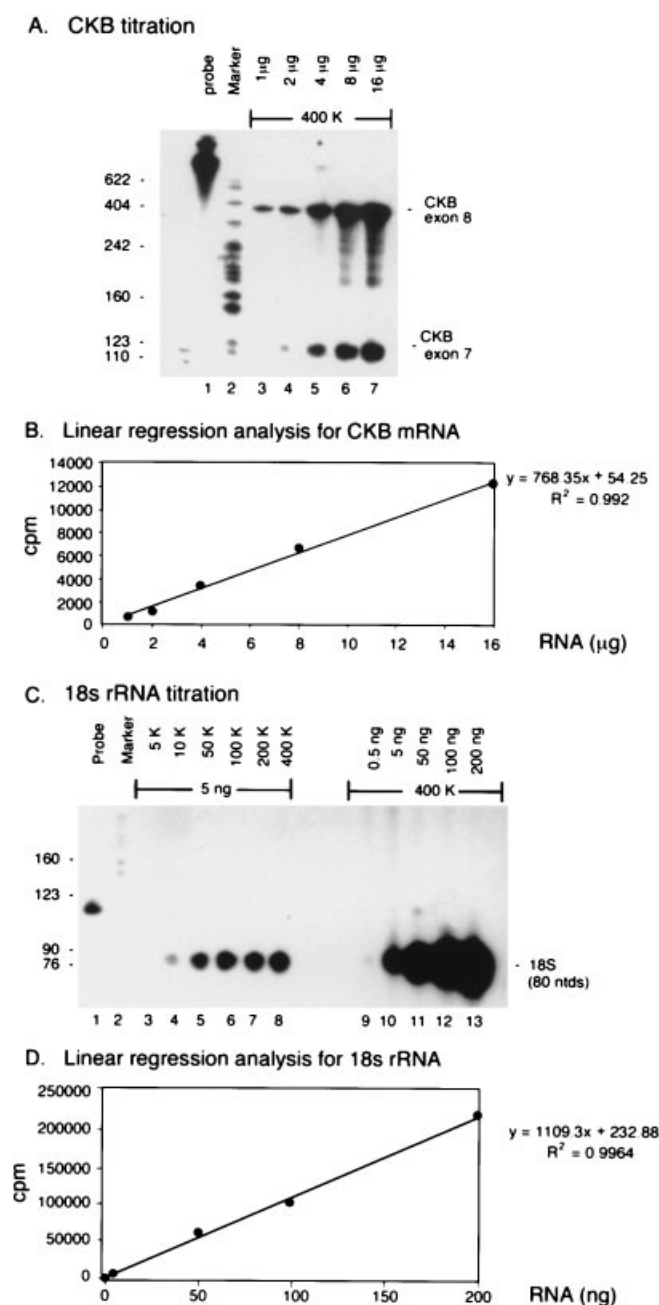 A. CKB titration
probe Marker 1µg 2 µg 4 µg 8 µg 16 µg
400 K
622 -
404 -
242 -
160 -
123 -
110 -
- CKB
exon 8
- CKB
exon 7
1 2 3 4 5 6 7
B. Linear regression analysis for CKB mRNA
14000
12000
10000
8000
6000
4000
2000
0
cpm
0 2 4 6 8 10 12 14 16
RNA (µg)
y = 768.35x + 54.25
R² = 0.992
C. 18s rRNA titration
Probe Marker 5 K 10 K 50 K 100 K 200 K 400 K 0.5 ng 5 ng 50 ng 100 ng 200 ng
5 ng 400 K
160 -
123 -
90 -
76 -
- 18S
(80 ntds)
1 2 3 4 5 6 7 8 9 10 11 12 13
D. Linear regression analysis for 18s rRNA
250000
200000
150000
100000
50000
0
cpm
0 50 100 150 200
RNA (ng)
y = 1109.3x + 232.88
R² = 0.9964